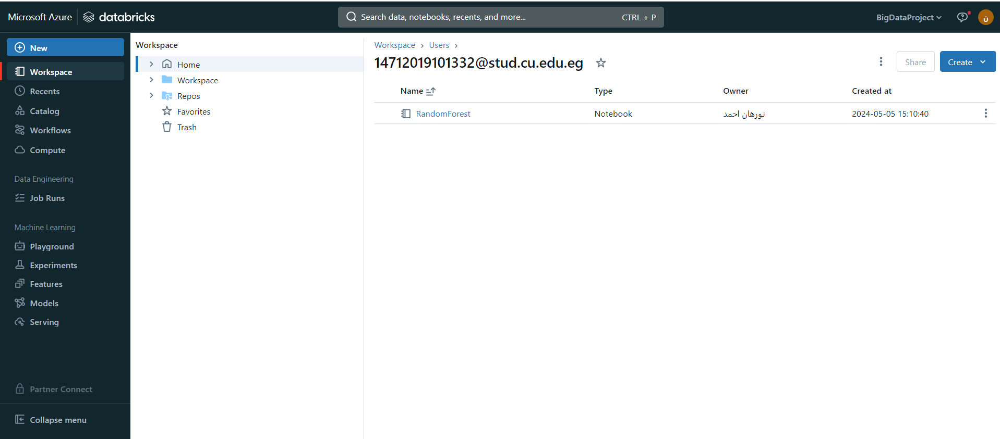 Microsoft Azure databricks
Search data, notebooks, recents, and more... CTRL + P
BigDataProject
ن
New
Workspace
Recents
Catalog
Workflows
Compute
Data Engineering
Job Runs
Machine Learning
Playground
Experiments
Features
Models
Serving
Partner Connect
Collapse menu
Workspace
Home
Workspace
Repos
Favorites
Trash
Workspace > Users >
14712019101332@stud.cu.edu.eg
Share
Create
Name Type Owner Created at
RandomForest Notebook نورهان احمد 2024-05-05 15:10:40